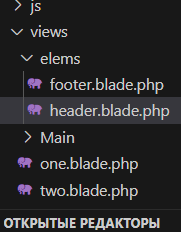 js
views
elems
footer.blade.php
header.blade.php
Main
one.blade.php
two.blade.php
ОТКРЫТЫЕ РЕДАКТОРЫ